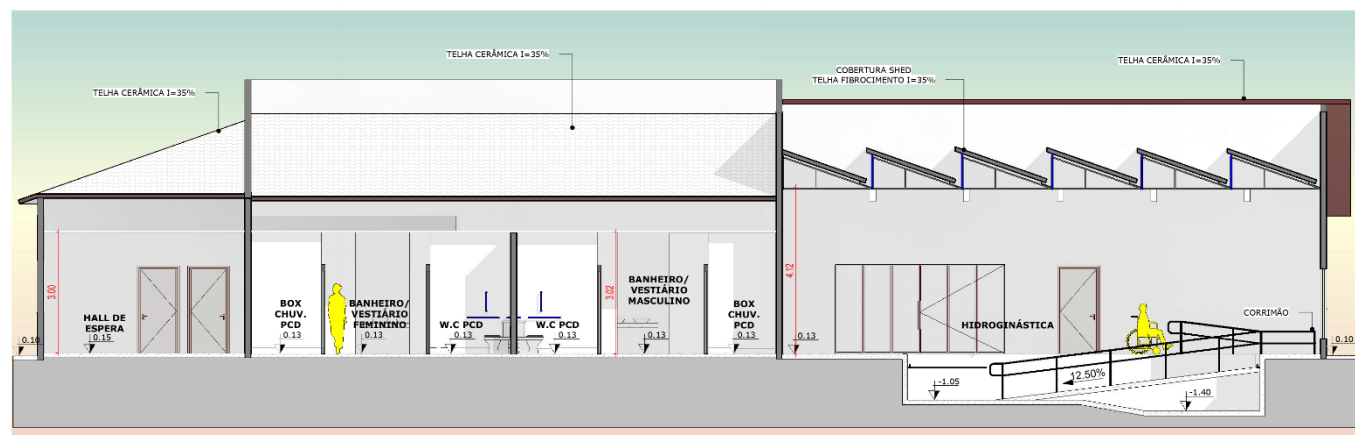 TELHA CERÂMICA I=35%
TELHA CERÂMICA I=35%
COBERTURA SHED
TELHA FIBROCIMENTO I=35%
TELHA CERÂMICA I=35%
0.10
3.00
HALL DE
ESPERA
0.15
BOX
CHUV.
PCD
0.13
BANHEIRO/
VESTIÁRIO
FEMININO
0.13
W.C PCD
0.13
W.C PCD
0.13
3.02
BANHEIRO/
VESTIÁRIO
MASCULINO
0.13
BOX
CHUV.
PCD
0.13
4.12
0.13
HIDROGINÁSTICA
CORRIMÃO
0.10
12.50%
-1.05
-1.40